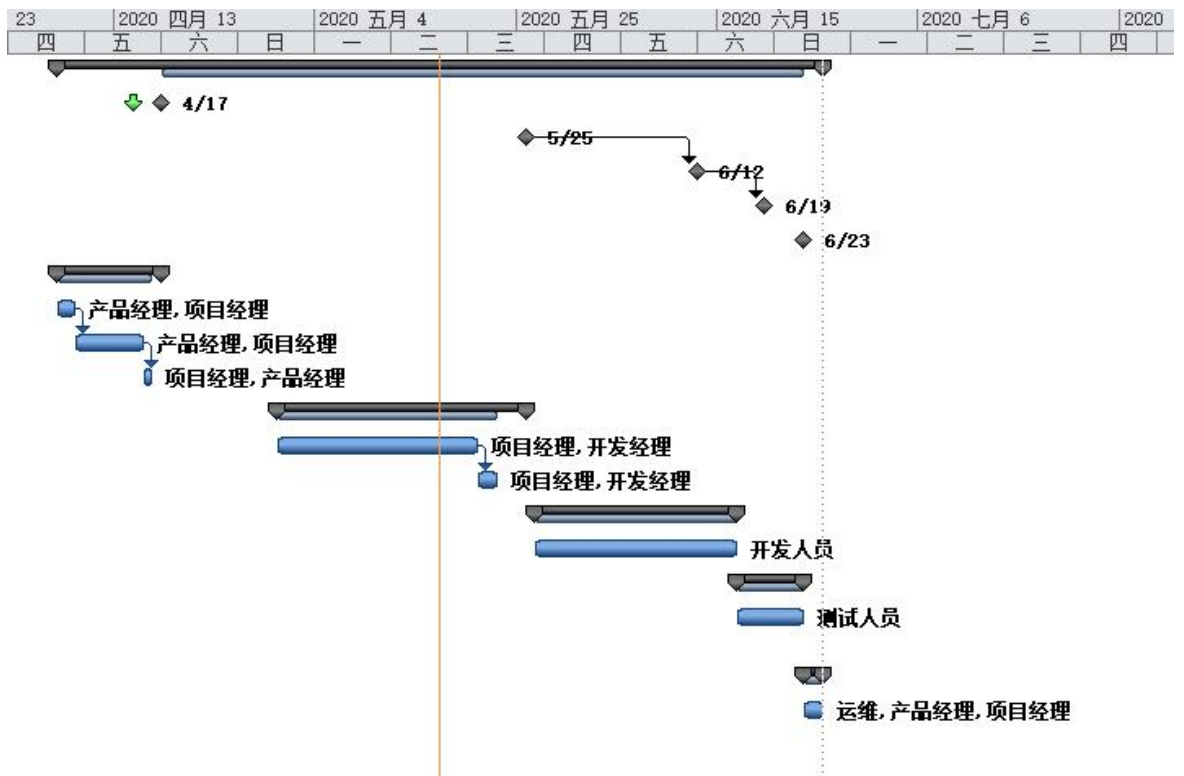 23 2020 四月 13 2020 五月 4 2020 五月 25 2020 六月 15 2020 七月 6 2020
四 五 六 日 一 二 三 四 五 六 日 一 二 三 四
4/17
5/25
6/12
6/19
6/23
产品经理, 项目经理
产品经理, 项目经理
项目经理, 产品经理
项目经理, 开发经理
项目经理, 开发经理
开发人员
测试人员
运维, 产品经理, 项目经理